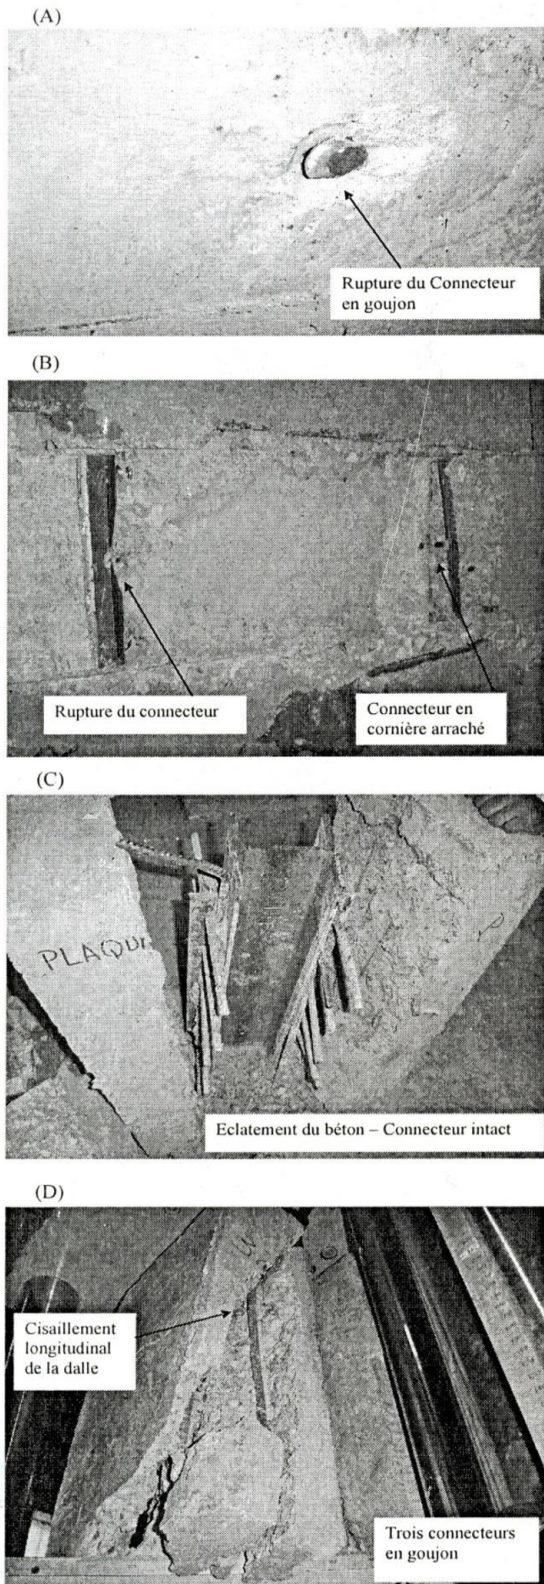 (A)
Rupture du Connecteur
en goujon
(B)
Rupture du connecteur
Connecteur en
cornière arraché
(C)
Eclatement du béton – Connecteur intact
(D)
Cisaillement
longitudinal
de la dalle
Trois connecteurs
en goujon